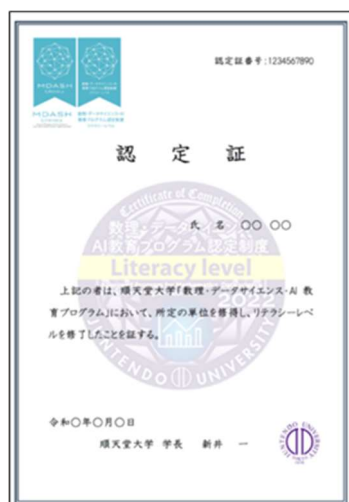 MDASH
MDASH
認定証番号:1234567890
認 定 証
Certificate of Completion
数理・データサイエンス・
AI教育プログラム認定制度
氏 名 〇〇 〇〇
Literacy level
上記の者は、順天堂大学「数理・データサイエンス・AI 教
育プログラム」において、所定の単位を修得し、リテラシーレベ
ルを修了したことを証する。
2022
JUNTENDO UNIVERSITY
令和〇年〇月〇日
順天堂大学 学長 新井 一
JUNTENDO UNIVERSITY